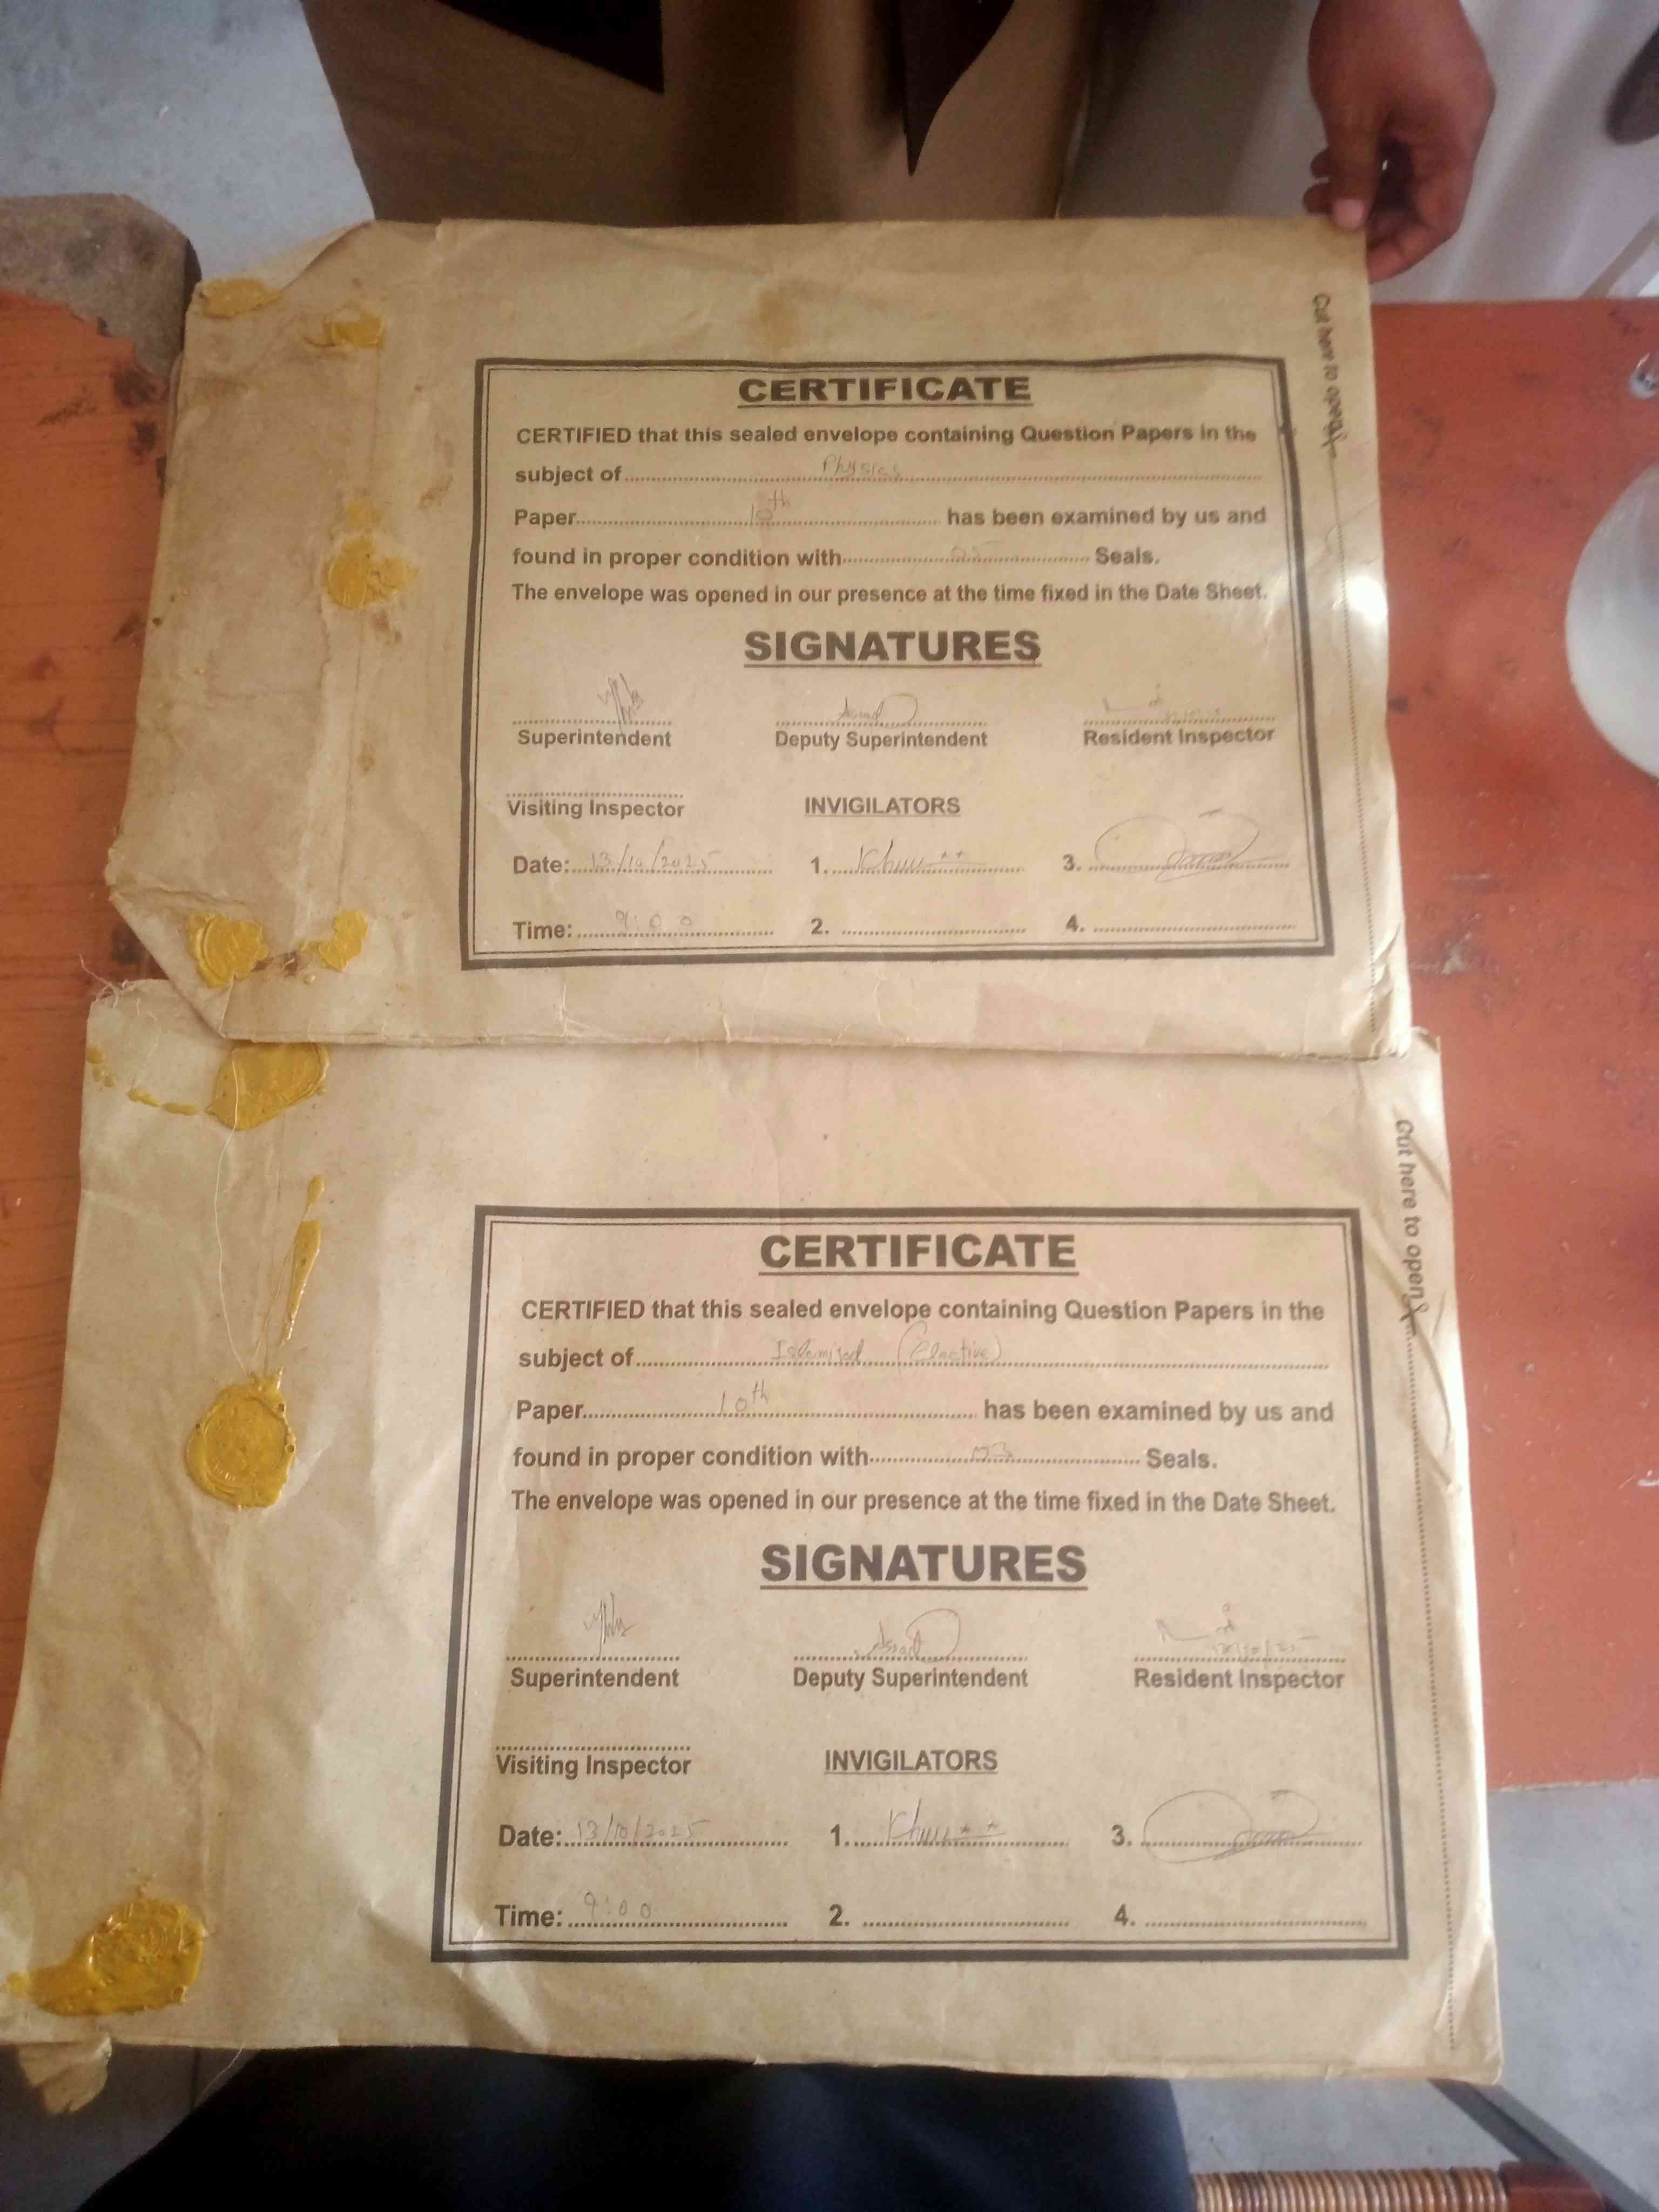 Cut here to open
CERTIFICATE
CERTIFIED that this sealed envelope containing Question Papers in the
subject of Physics
Paper 10th has been examined by us and
found in proper condition with 05 Seals.
The envelope was opened in our presence at the time fixed in the Date Sheet.
SIGNATURES
Superintendent Deputy Superintendent Resident Inspector
Visiting Inspector INVIGILATORS
Date: 13/10/2025 1. 3.
Time: 9:00 2. 4.
Cut here to open
CERTIFICATE
CERTIFIED that this sealed envelope containing Question Papers in the
subject of Islamiyat (Elective)
Paper 10th has been examined by us and
found in proper condition with 03 Seals.
The envelope was opened in our presence at the time fixed in the Date Sheet.
SIGNATURES
Superintendent Deputy Superintendent Resident Inspector
Visiting Inspector INVIGILATORS
Date: 13/10/2025 1. 3.
Time: 9:00 2. 4.